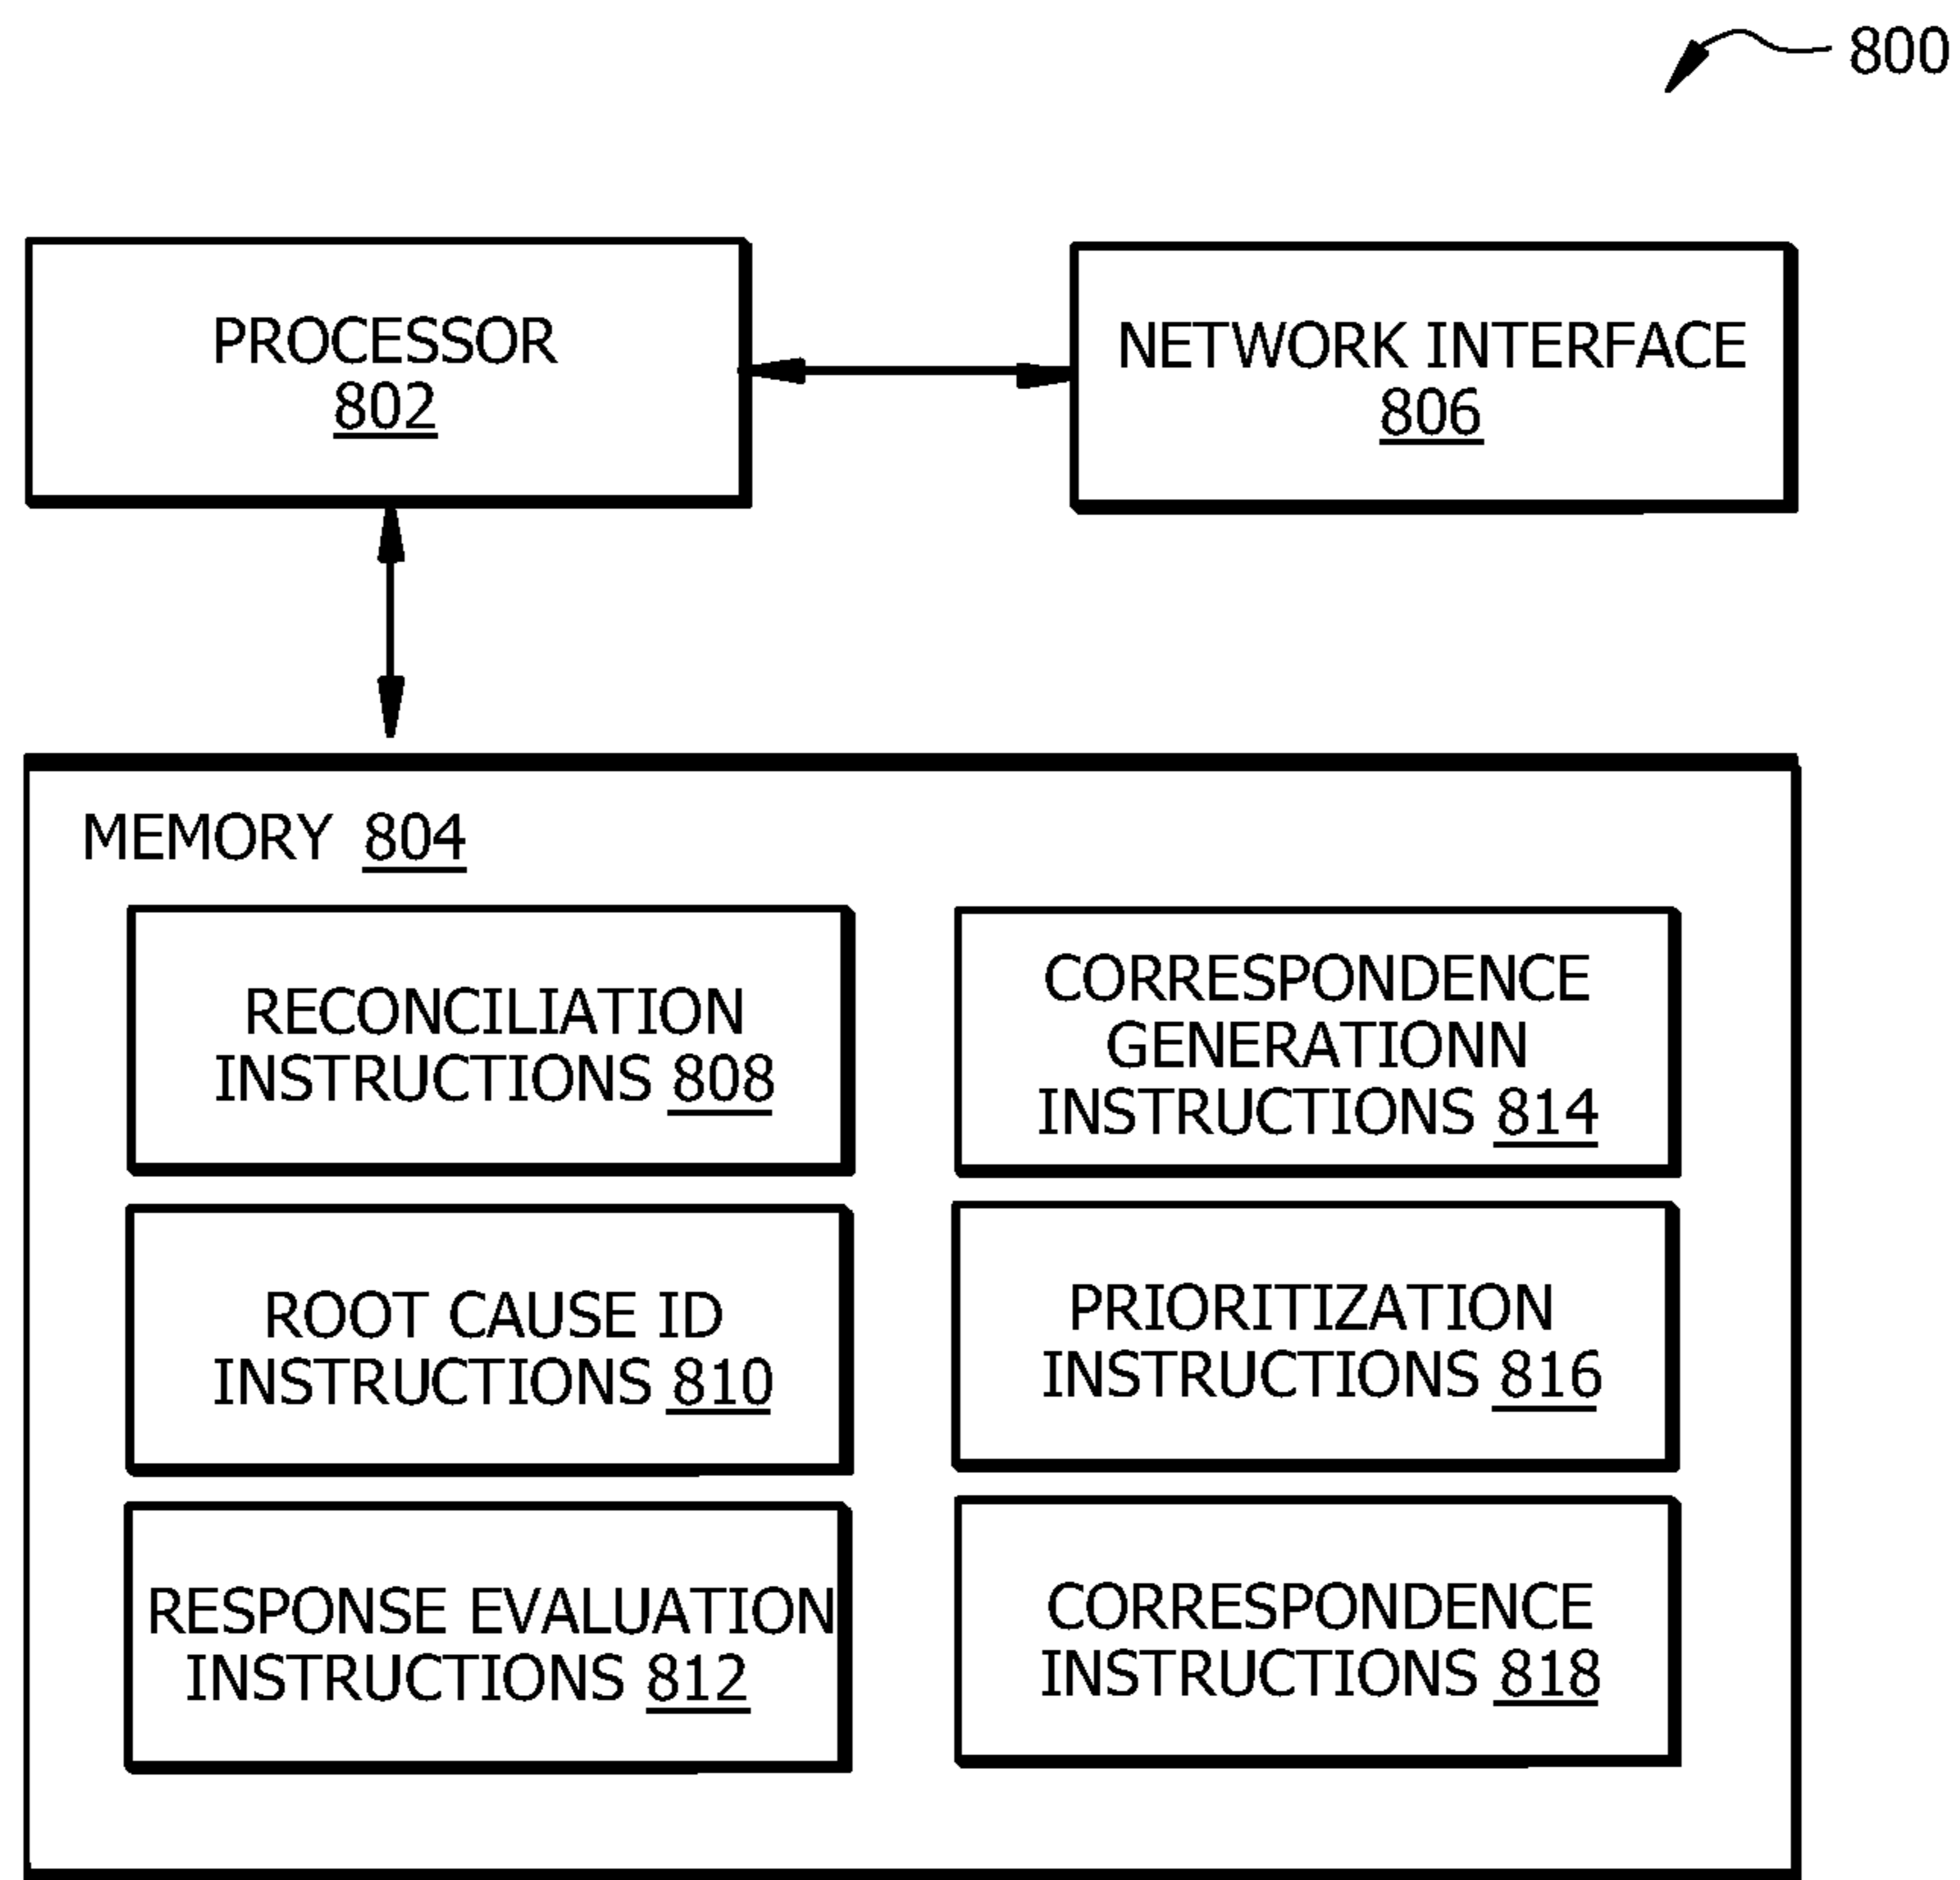 800
PROCESSOR
802
NETWORK INTERFACE
806
MEMORY 804
RECONCILIATION
INSTRUCTIONS 808
CORRESPONDENCE
GENERATIONN
INSTRUCTIONS 814
ROOT CAUSE ID
INSTRUCTIONS 810
PRIORITIZATION
INSTRUCTIONS 816
RESPONSE EVALUATION
INSTRUCTIONS 812
CORRESPONDENCE
INSTRUCTIONS 818